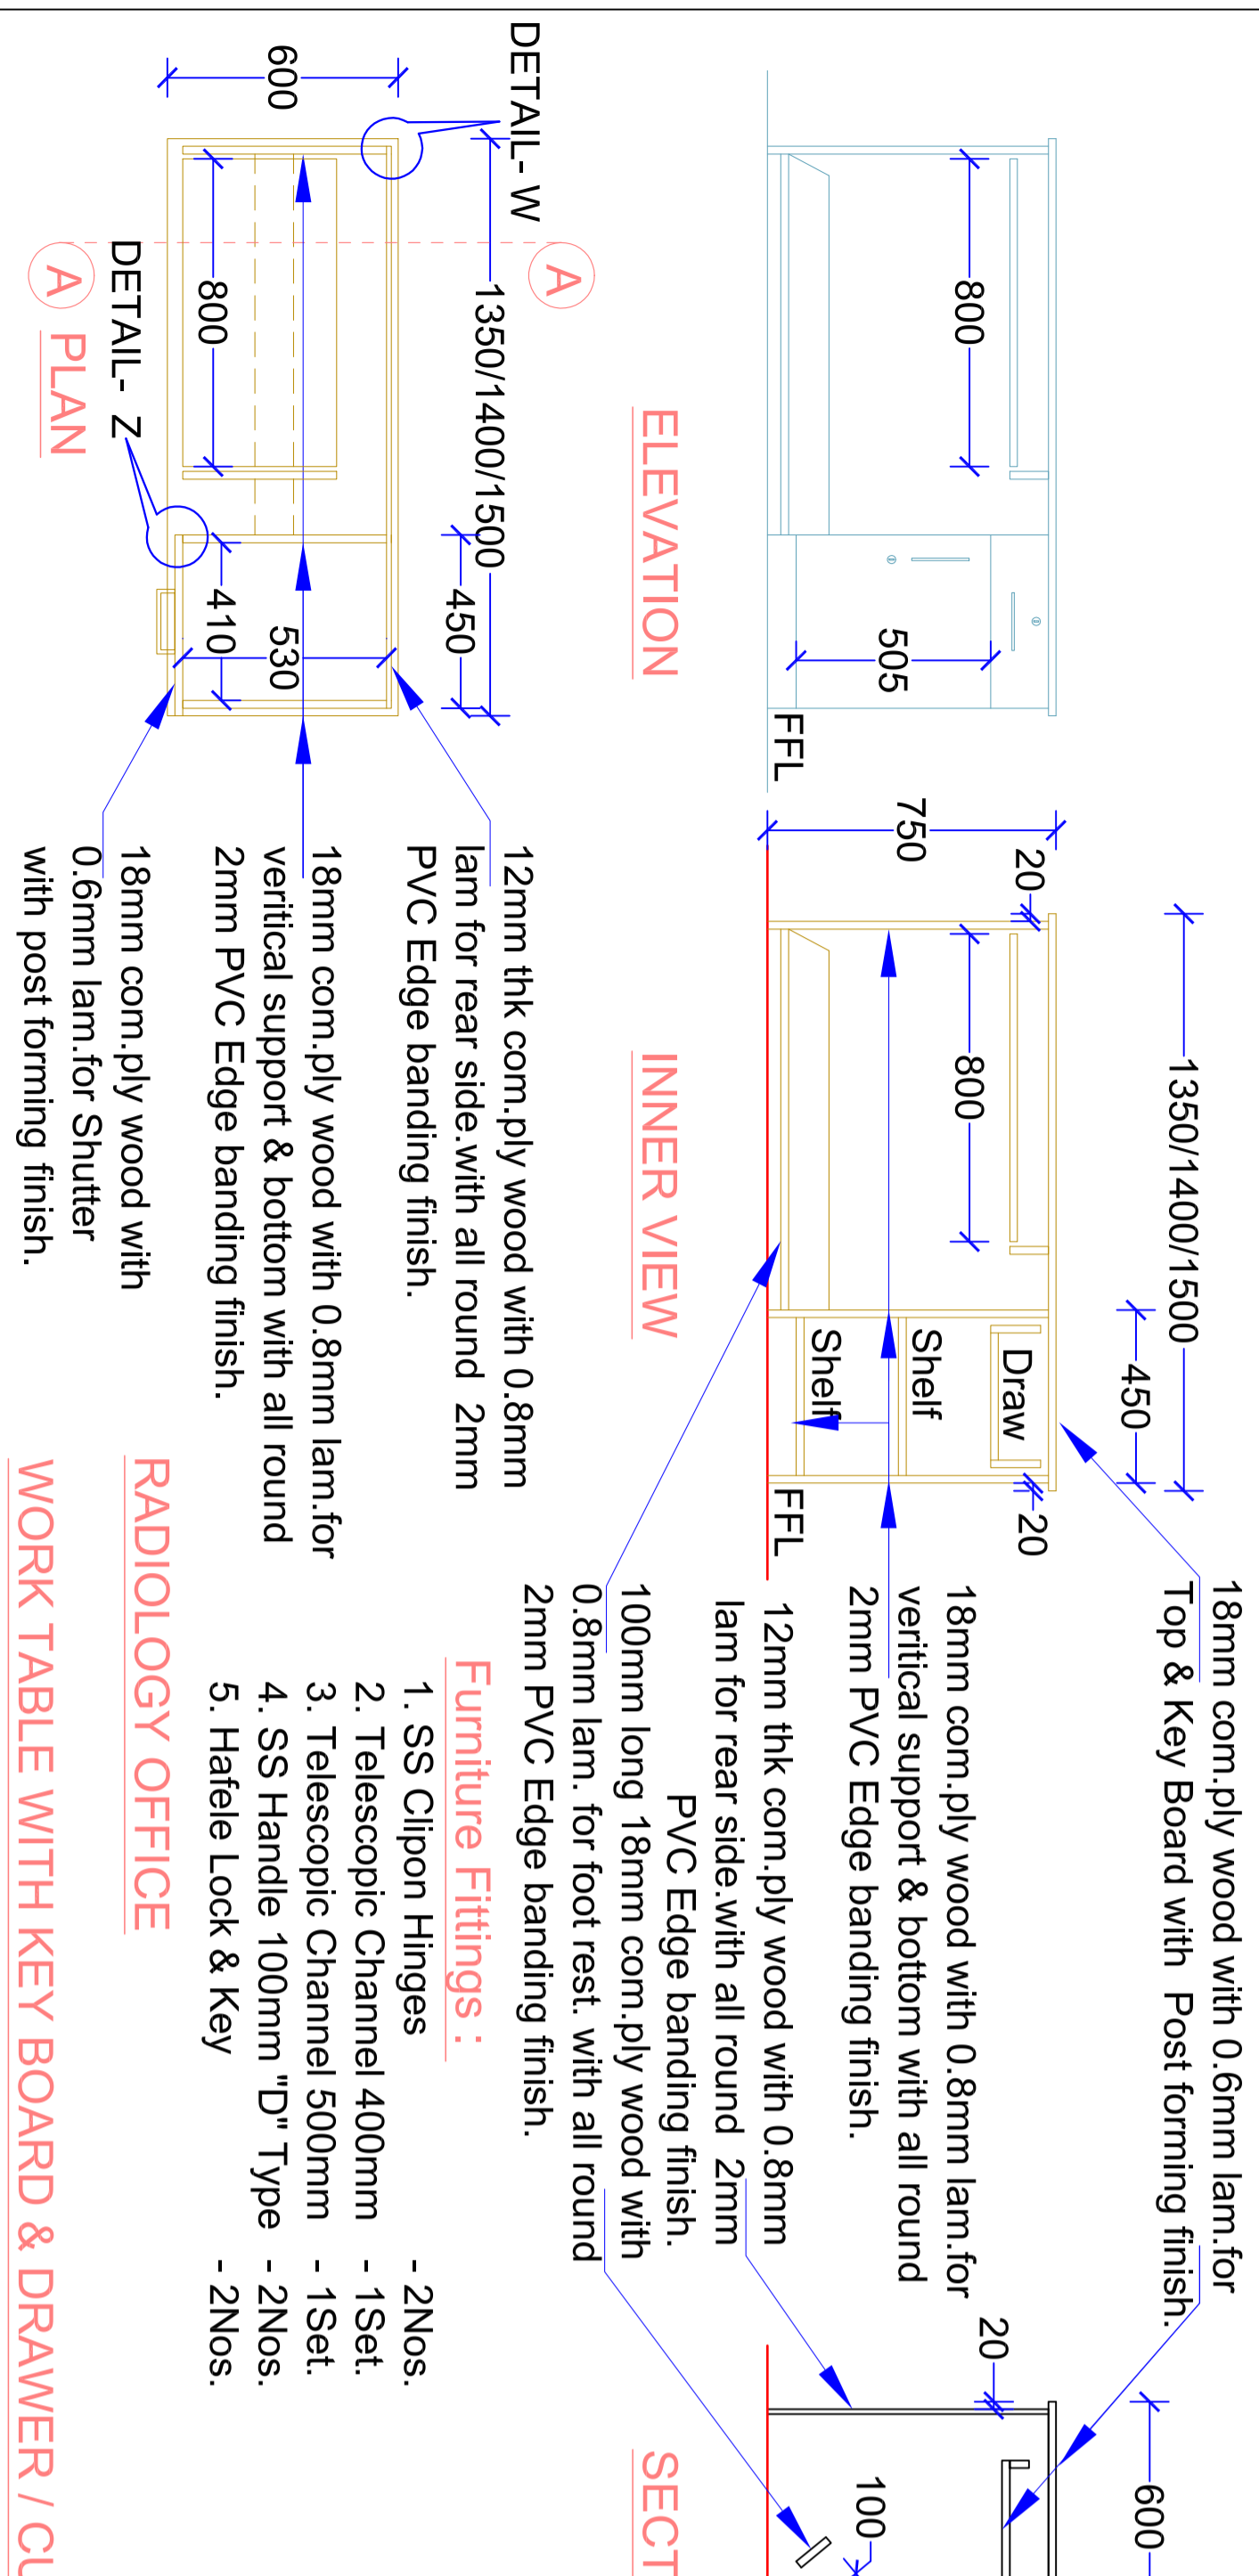 800
505
FFL
ELEVATION
1350/1400/1500
450
20
750
800
Draw
Shelf
Shelf
20
FFL
INNER VIEW
18mm com.ply wood with 0.6mm lam.for
Top & Key Board with Post forming finish.
18mm com.ply wood with 0.8mm lam.for
veritical support & bottom with all round
2mm PVC Edge banding finish.
12mm thk com.ply wood with 0.8mm
lam for rear side.with all round 2mm
PVC Edge banding finish.
100mm long 18mm com.ply wood with
0.8mm lam. for foot rest. with all round
2mm PVC Edge banding finish.
600
20
100
SECT
DETAIL- W
A
1350/1400/1500
450
600
800
530
410
DETAIL- Z
A
PLAN
12mm thk com.ply wood with 0.8mm
lam for rear side.with all round 2mm
PVC Edge banding finish.
18mm com.ply wood with 0.8mm lam.for
veritical support & bottom with all round
2mm PVC Edge banding finish.
18mm com.ply wood with
0.6mm lam.for Shutter
with post forming finish.
Furniture Fittings :
1. SS Clipon Hinges - 2Nos.
2. Telescopic Channel 400mm - 1Set.
3. Telescopic Channel 500mm - 1Set.
4. SS Handle 100mm "D" Type - 2Nos.
5. Hafele Lock & Key - 2Nos.
RADIOLOGY OFFICE
WORK TABLE WITH KEY BOARD & DRAWER / CU